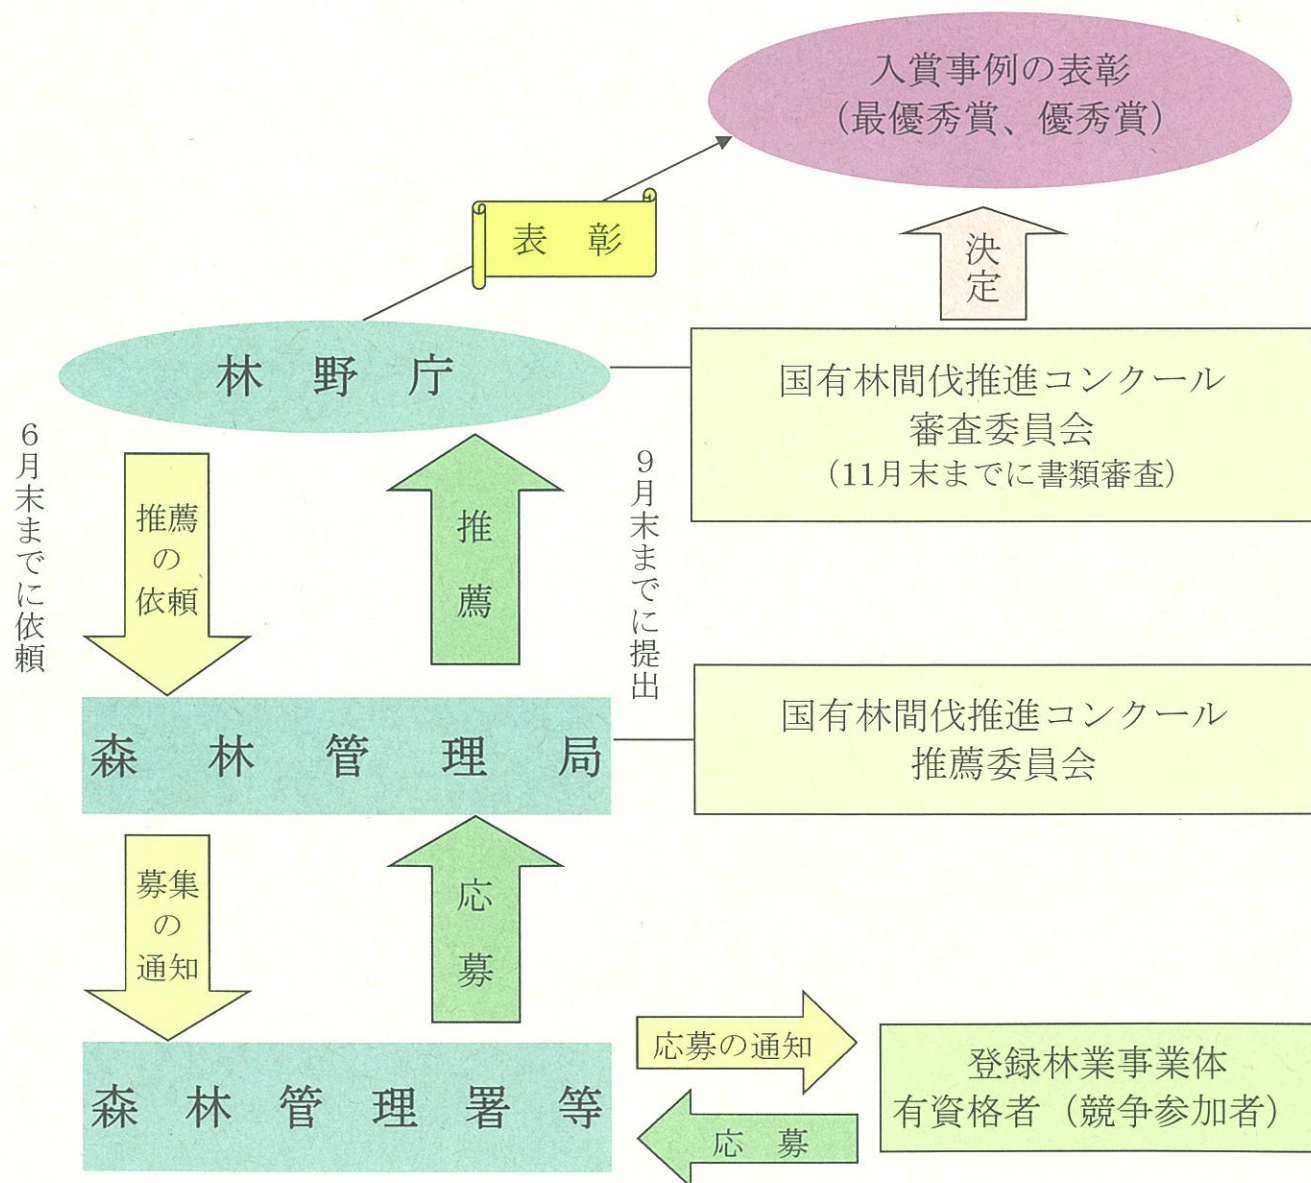 入賞事例の表彰
(最優秀賞、優秀賞)
表 彰
決定
林 野 庁
国有林間伐推進コンクール
審査委員会
(11月末までに書類審査)
6月末までに依頼
推薦
の
依頼
推薦
9月末までに提出
森 林 管 理 局
国有林間伐推進コンクール
推薦委員会
募集
の
通知
応募
森 林 管 理 署 等
応募の通知
応 募
登録林業事業体
有資格者(競争参加者)